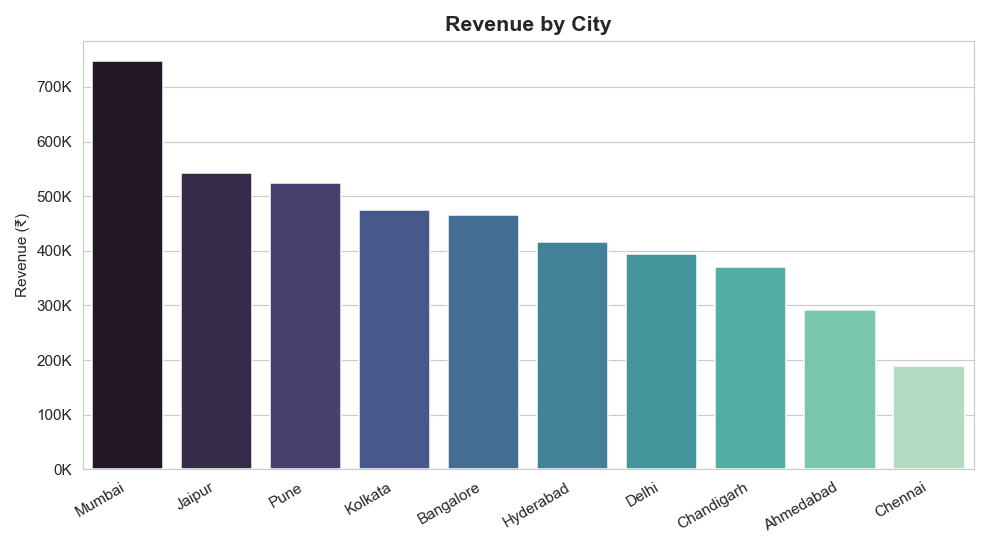 Revenue by City
Revenue (₹)
700K
600K
500K
400K
300K
200K
100K
0K
Mumbai
Jaipur
Pune
Kolkata
Bangalore
Hyderabad
Delhi
Chandigarh
Ahmedabad
Chennai